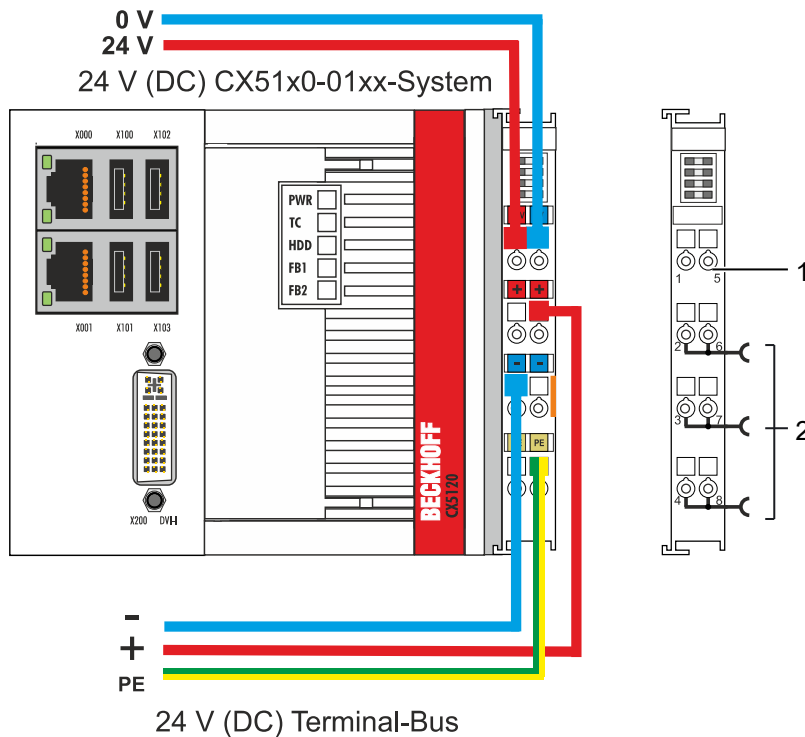 0 V
24 V
24 V (DC) CX51x0-01xx-System
X000 X100 X102
PWR
TC
HDD
FB1
FB2
X001 X101 X103
X200 DVI-I
BECKHOFF
CX5120
+ +
- -
PE
1 5
1
2 6
3 7
2
4 8
-
+
PE
24 V (DC) Terminal-Bus